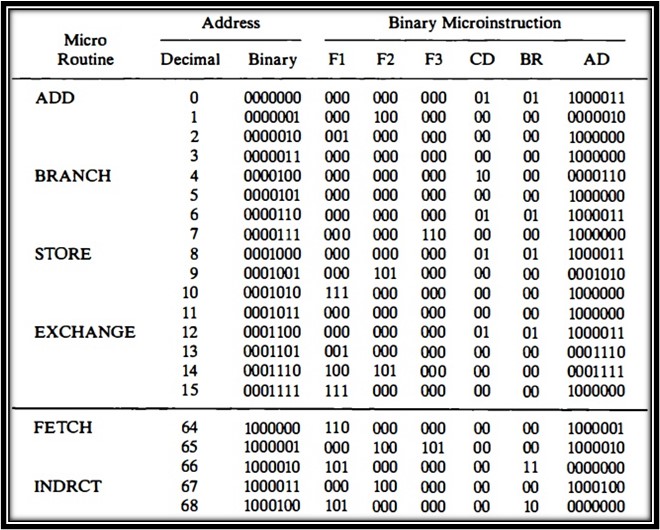 Address Binary Microinstruction
Micro
Routine Decimal Binary F1 F2 F3 CD BR AD
ADD 0 0000000 000 000 000 01 01 1000011
1 0000001 000 100 000 00 00 0000010
2 0000010 001 000 000 00 00 1000000
3 0000011 000 000 000 00 00 1000000
BRANCH 4 0000100 000 000 000 10 00 0000110
5 0000101 000 000 000 00 00 1000000
6 0000110 000 000 000 01 01 1000011
7 0000111 000 000 110 00 00 1000000
STORE 8 0001000 000 000 000 01 01 1000011
9 0001001 000 101 000 00 00 0001010
10 0001010 111 000 000 00 00 1000000
11 0001011 000 000 000 00 00 1000000
EXCHANGE 12 0001100 000 000 000 01 01 1000011
13 0001101 001 000 000 00 00 0001110
14 0001110 100 101 000 00 00 0001111
15 0001111 111 000 000 00 00 1000000
FETCH 64 1000000 110 000 000 00 00 1000001
65 1000001 000 100 101 00 00 1000010
66 1000010 101 000 000 00 11 0000000
INDRCT 67 1000011 000 100 000 00 00 1000100
68 1000100 101 000 000 00 10 0000000